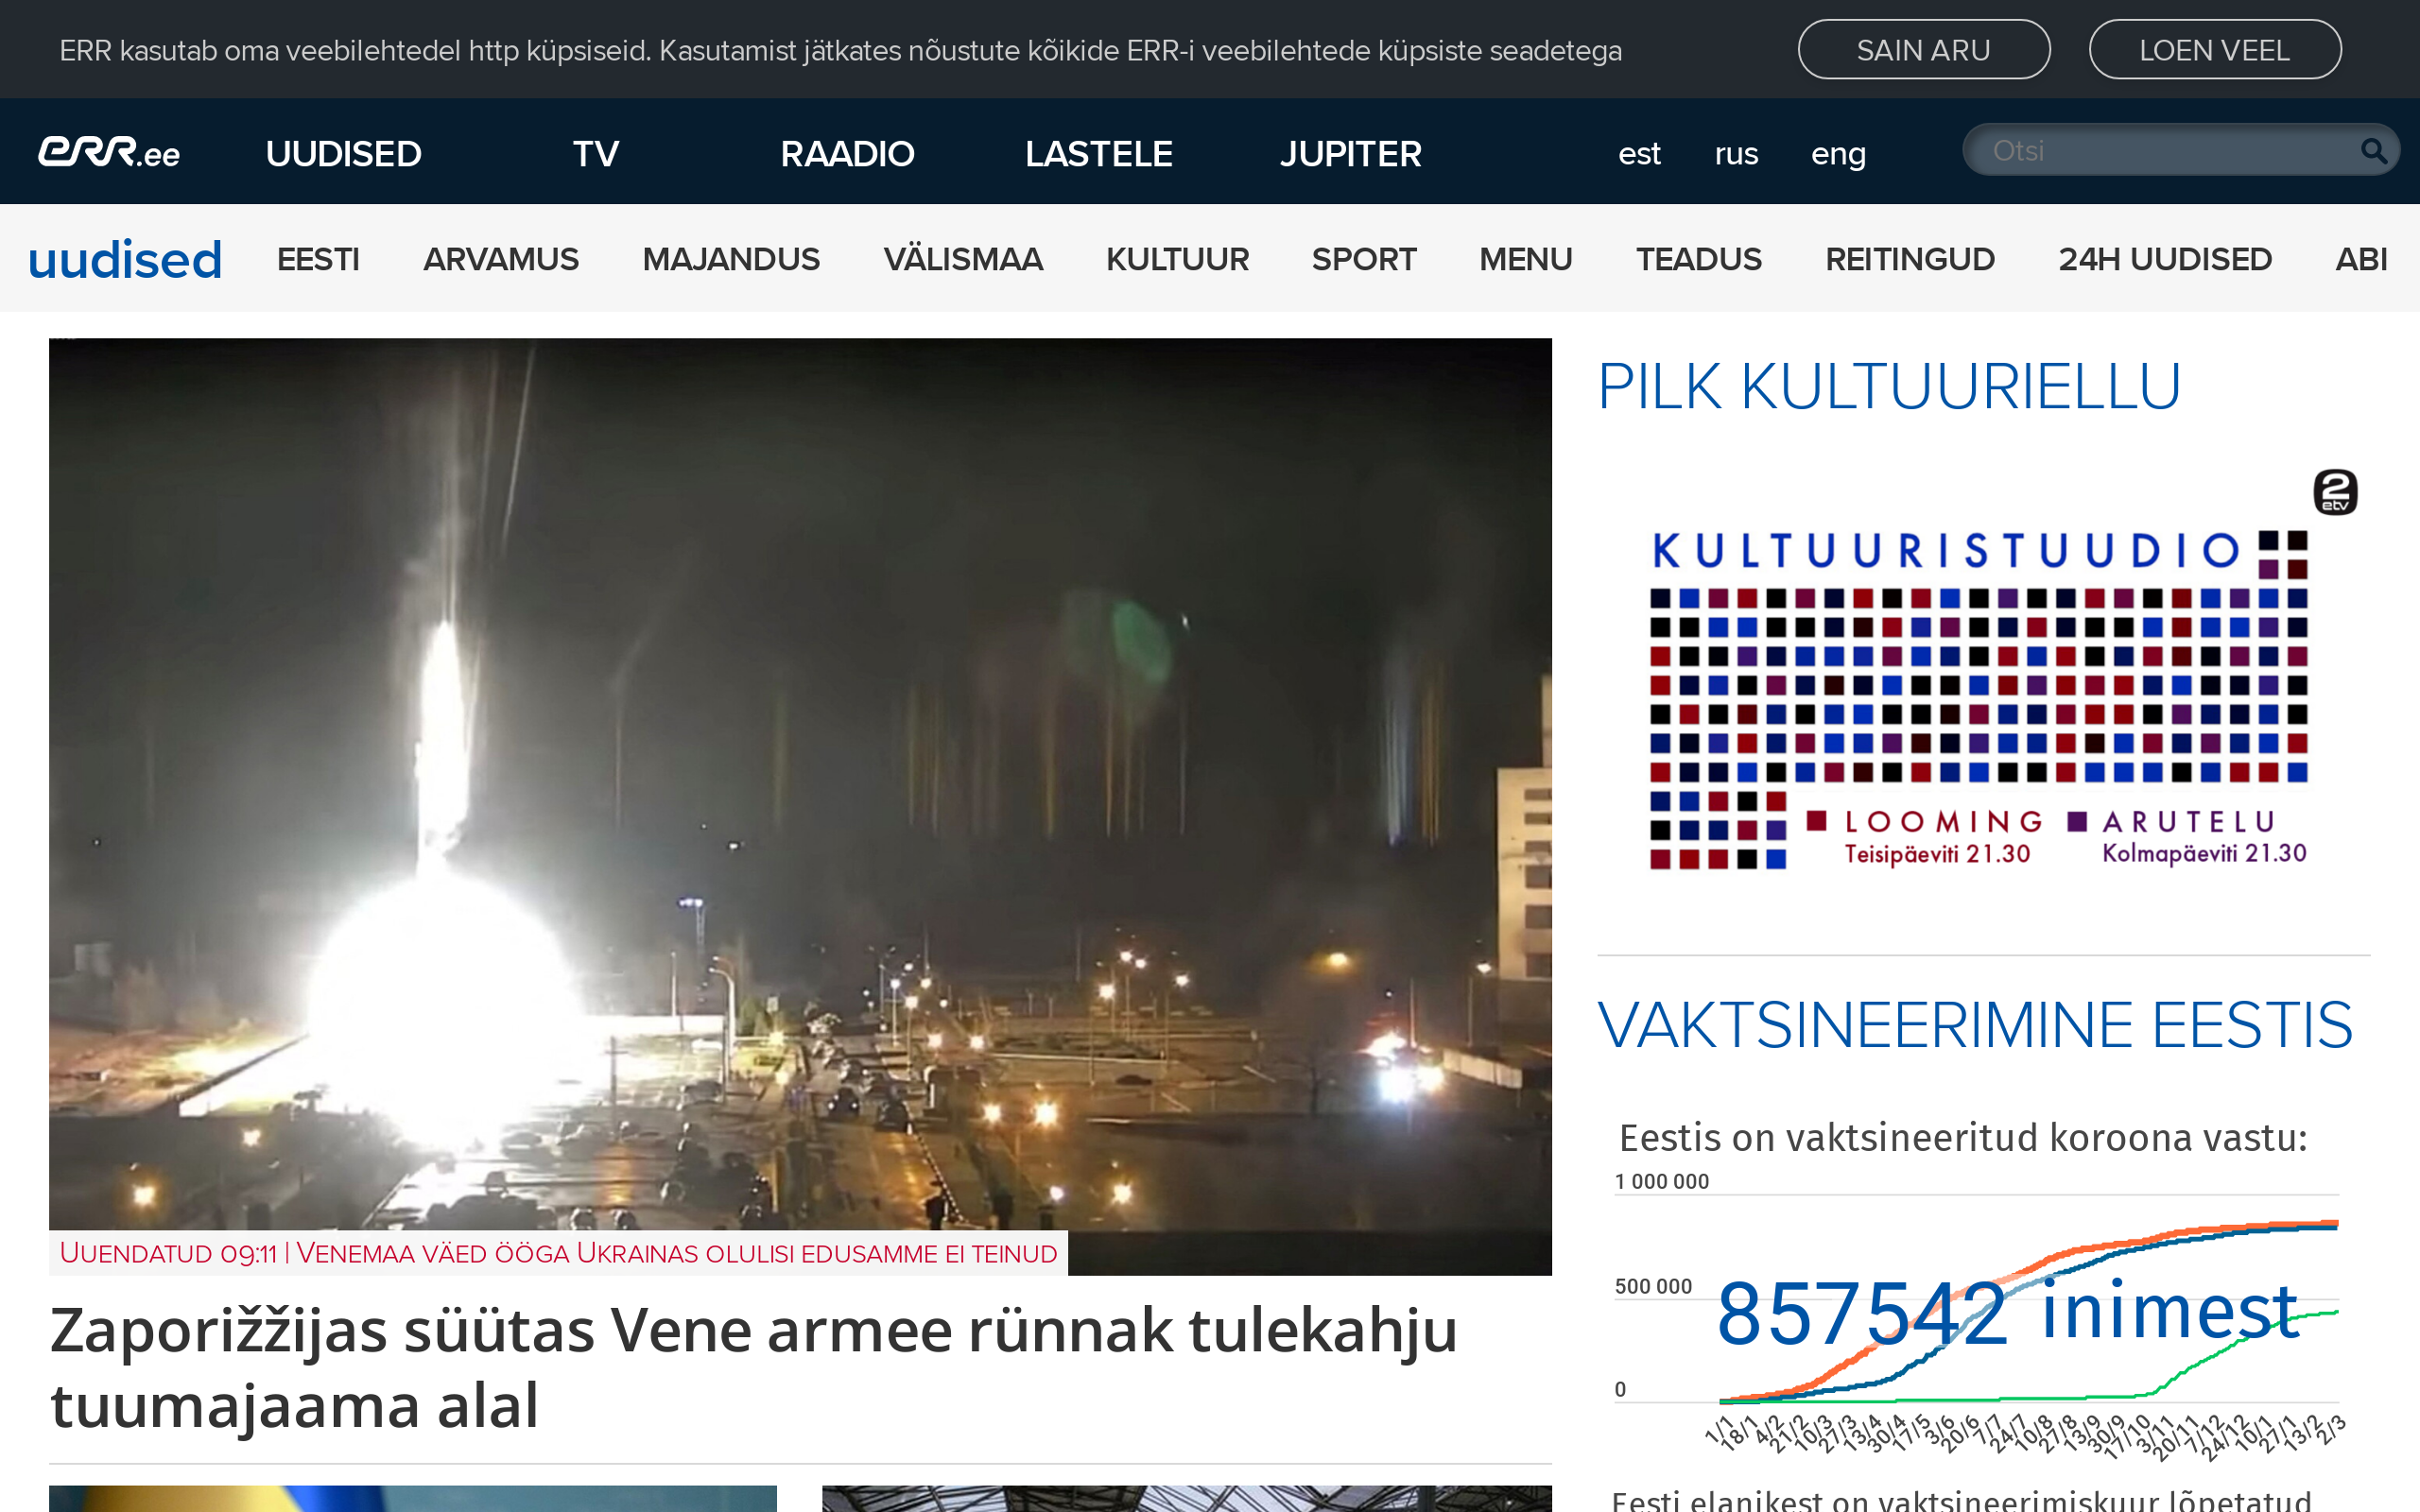 ERR kasutab oma veebilehtedel http küpsiseid. Kasutamist jätkates nõustute kõikide ERR-i veebilehtede küpsiste seadetega
SAIN ARU
LOEN VEEL
err.ee
UUDISED
TV
RAADIO
LASTELE
JUPITER
est
rus
eng
Otsi
uudised
EESTI
ARVAMUS
MAJANDUS
VÄLISMAA
KULTUUR
SPORT
MENU
TEADUS
REITINGUD
24H UUDISED
ABI
UUENDATUD 09:11 | VENEMAA VÄED ÖÖGA UKRAINAS OLULISI EDUSAMME EI TEINUD
Zaporižžijas süütas Vene armee rünnak tulekahju
tuumajaama alal
PILK KULTUURIELLU
2
etv
KULTUURISTUUDIO
LOOMING
Teisipäeviti 21.30
ARUTELU
Kolmapäeviti 21.30
VAKTSINEERIMINE EESTIS
Eestis on vaktsineeritud koroona vastu:
1 000 000
500 000
857542 inimest
0
1/1 18/1 4/2 21/2 10/3 27/3 13/4 30/4 17/5 3/6 20/6 7/7 24/7 10/8 27/8 13/9 30/9 17/10 3/11 20/11 7/12 24/12 10/1 27/1 13/2 2/3
Eesti elanikest on vaktsineerimiskuur lõpetatud